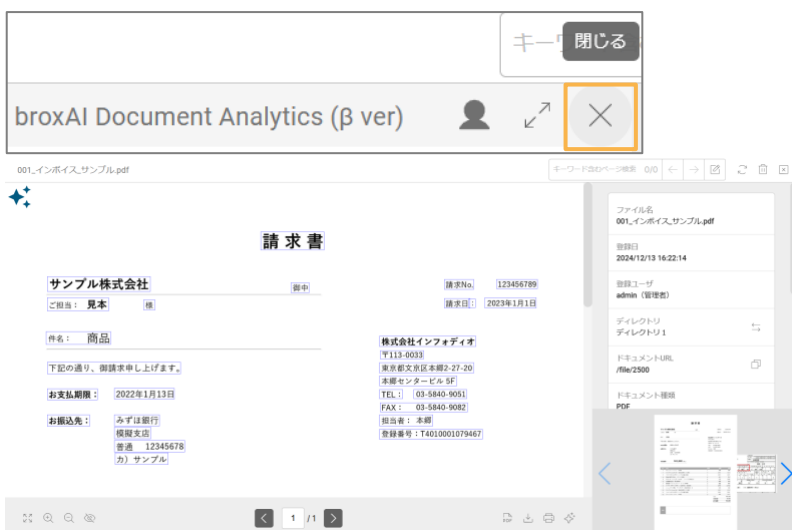 キーワ
閉じる
broxAI Document Analytics (β ver)
001_インボイス_サンプル.pdf
キーワード含むページ検索 0/0
請求書
サンプル株式会社 御中
ご担当： 見本 様
件名： 商品
下記の通り、御請求申し上げます。
お支払期限： 2022年1月13日
お振込先： みずほ銀行
模擬支店
普通 12345678
カ）サンプル
請求No. 123456789
請求日： 2023年1月1日
株式会社インフォディオ
〒113-0033
東京都文京区本郷2-27-20
本郷センタービル 5F
TEL： 03-5840-9051
FAX： 03-5840-9082
担当者： 本郷
登録番号：T4010001079467
ファイル名
001_インボイス_サンプル.pdf
登録日
2024/12/13 16:22:14
登録ユーザ
admin（管理者）
ディレクトリ
ディレクトリ 1
ドキュメントURL
/file/2500
ドキュメント種類
PDF
1 /1